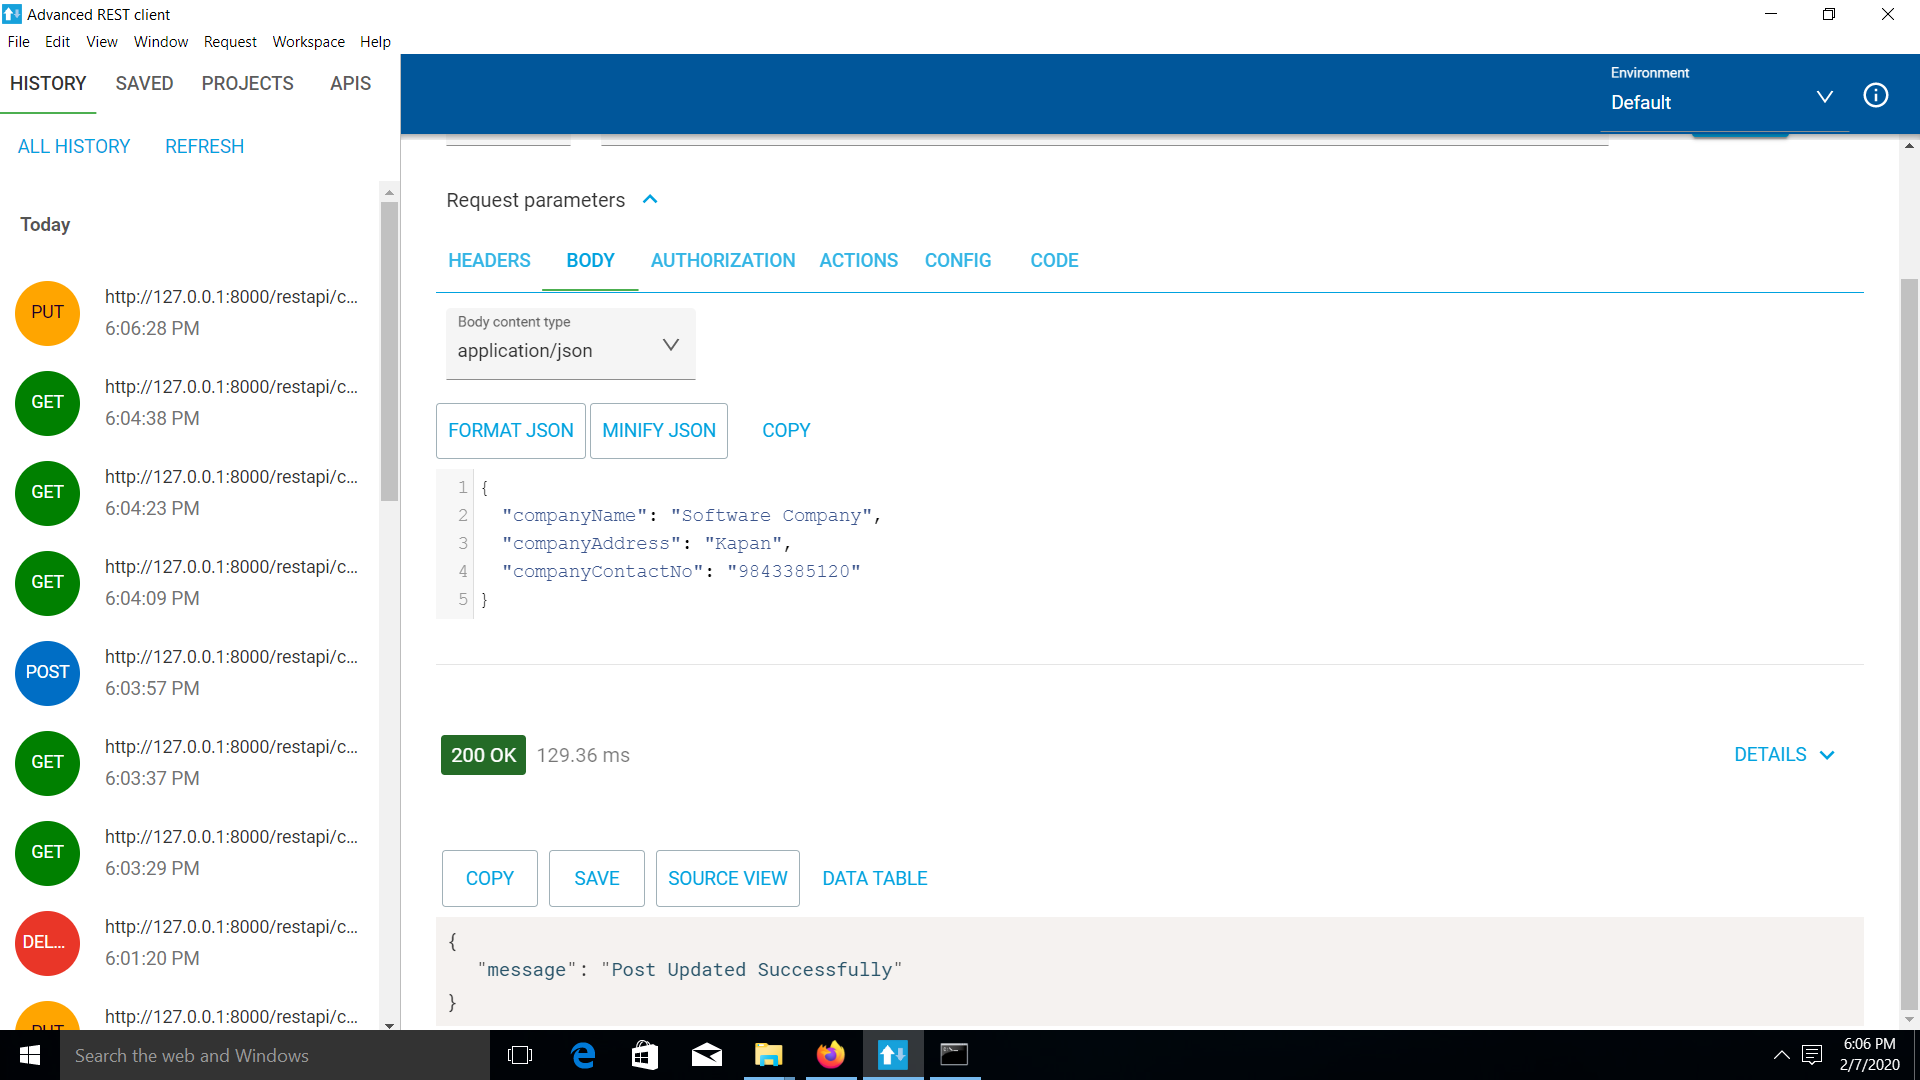 Advanced REST client
File Edit View Window Request Workspace Help
HISTORY SAVED PROJECTS APIS
Environment
Default
ALL HISTORY REFRESH
Today
PUT http://127.0.0.1:8000/restapi/c...
6:06:28 PM
GET http://127.0.0.1:8000/restapi/c...
6:04:38 PM
GET http://127.0.0.1:8000/restapi/c...
6:04:23 PM
GET http://127.0.0.1:8000/restapi/c...
6:04:09 PM
POST http://127.0.0.1:8000/restapi/c...
6:03:57 PM
GET http://127.0.0.1:8000/restapi/c...
6:03:37 PM
GET http://127.0.0.1:8000/restapi/c...
6:03:29 PM
DEL... http://127.0.0.1:8000/restapi/c...
6:01:20 PM
PUT http://127.0.0.1:8000/restapi/c...
Request parameters
HEADERS BODY AUTHORIZATION ACTIONS CONFIG CODE
Body content type
application/json
FORMAT JSON MINIFY JSON COPY
1 {
2 "companyName": "Software Company",
3 "companyAddress": "Kapan",
4 "companyContactNo": "9843385120"
5 }
200 OK 129.36 ms DETAILS
COPY SAVE SOURCE VIEW DATA TABLE
{
"message": "Post Updated Successfully"
}
Search the web and Windows
6:06 PM
2/7/2020